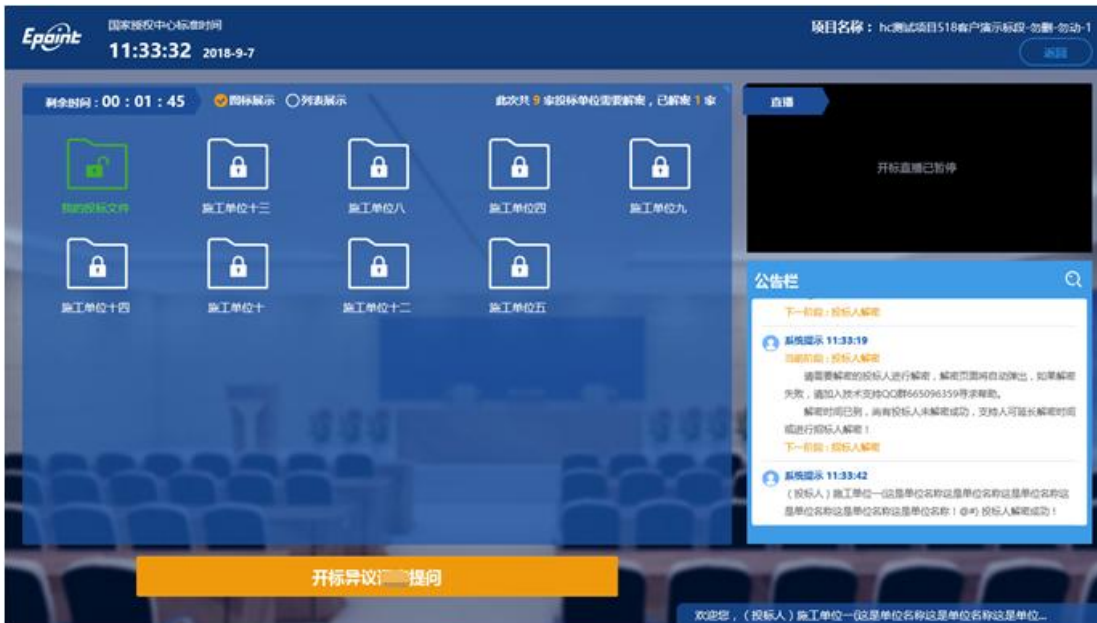 Epoint
国家授权中心标准时间
11:33:32 2018-9-7
项目名称： hc测试项目518客户演示标段-勿删-勿动-1
返回
剩余时间：00：01：45
图标展示
列表展示
此次共 9 家投标单位需要解密，已解密 1 家
直播
开标直播已暂停
我的投标文件
施工单位十三
施工单位八
施工单位四
施工单位九
施工单位十四
施工单位十
施工单位十二
施工单位五
公告栏
下一阶段：投标人解密
系统提示 11:33:19
当前阶段：投标人解密
请需要解密的投标人进行解密，解密页面将自动弹出，如果解密
失败，请加入技术支持QQ群665096359寻求帮助。
解密时间已到，尚有投标人未解密成功，支持人可延长解密时间
或进行招标人解密！
下一阶段：招标人解密
系统提示 11:33:42
（投标人）施工单位一(这是单位名称这是单位名称这是单位名称这
是单位名称这是单位名称这是单位名称！@#) 投标人解密成功！
开标异议 提问
欢迎您，（投标人）施工单位一(这是单位名称这是单位名称这是单位...